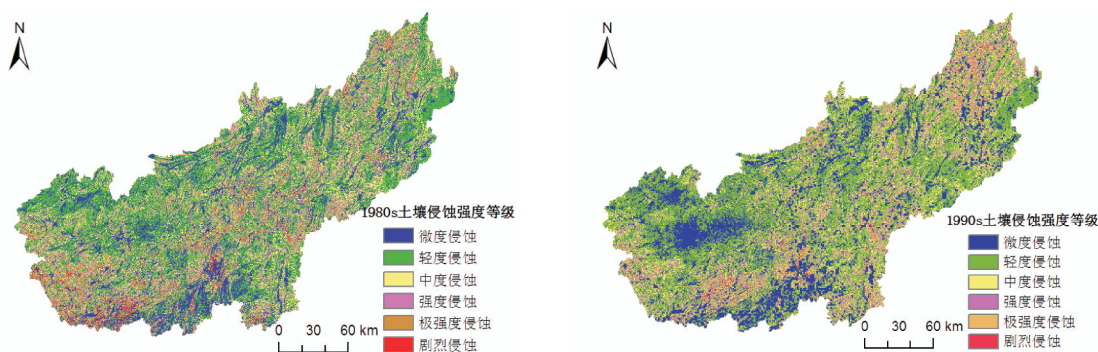 N
1980s土壤侵蚀强度等级
微度侵蚀
轻度侵蚀
中度侵蚀
强度侵蚀
极强度侵蚀
剧烈侵蚀
0 30 60 km
N
1990s土壤侵蚀强度等级
微度侵蚀
轻度侵蚀
中度侵蚀
强度侵蚀
极强度侵蚀
剧烈侵蚀
0 30 60 km